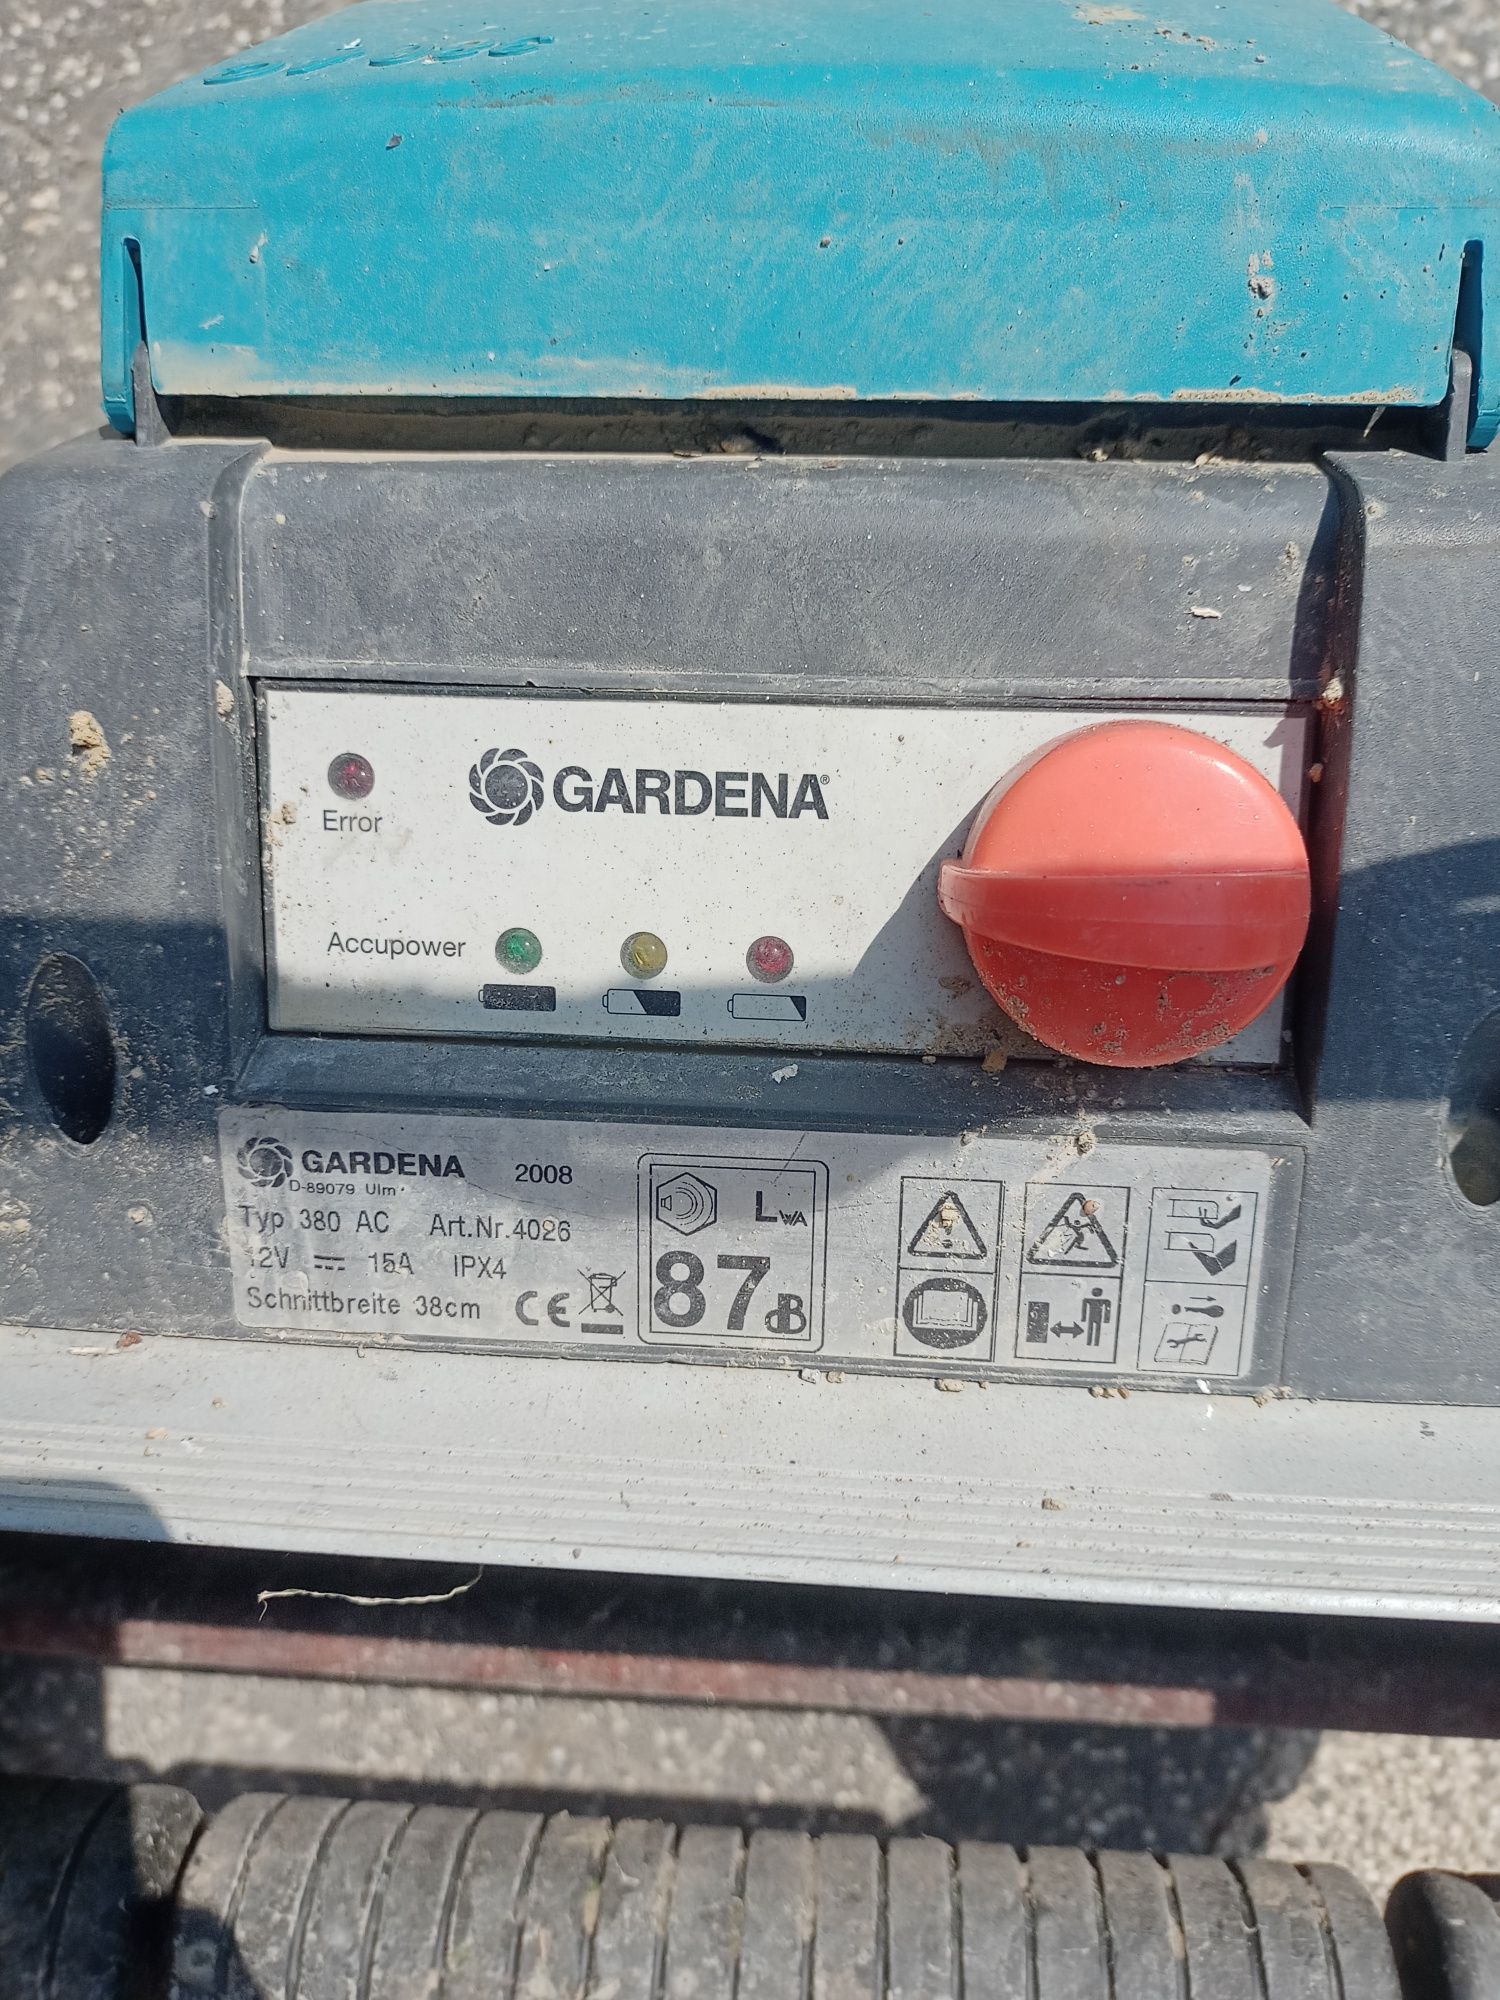 Error
GARDENA®
Accupower
GARDENA 2008
D-89079 Ulm
Typ 380 AC Art.Nr.4026
12V 15A IPX4
Schnittbreite 38cm CE
LWA
87dB